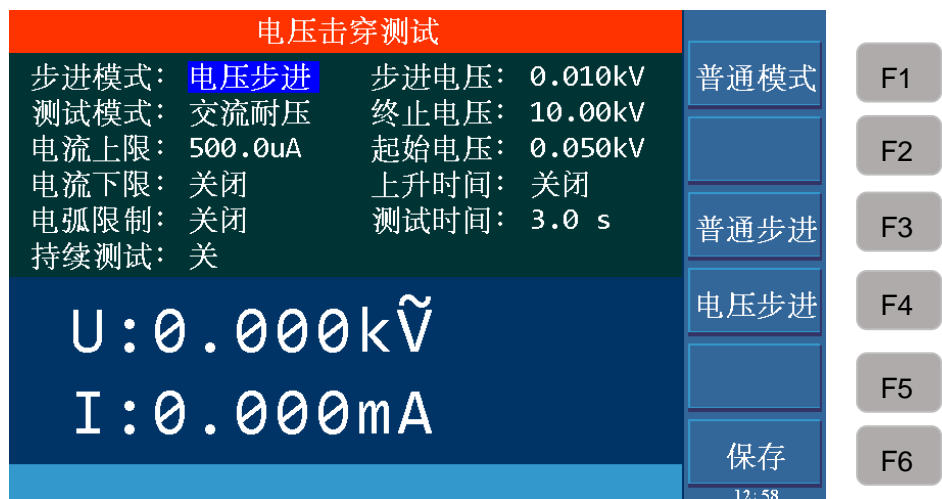 电压击穿测试
步进模式: 电压步进 步进电压: 0.010kV
测试模式: 交流耐压 终止电压: 10.00kV
电流上限: 500.0uA 起始电压: 0.050kV
电流下限: 关闭 上升时间: 关闭
电弧限制: 关闭 测试时间: 3.0 s
持续测试: 关
U:0.000kṼ
I:0.000mA
普通模式 F1
F2
普通步进 F3
电压步进 F4
F5
保存 F6
12:58